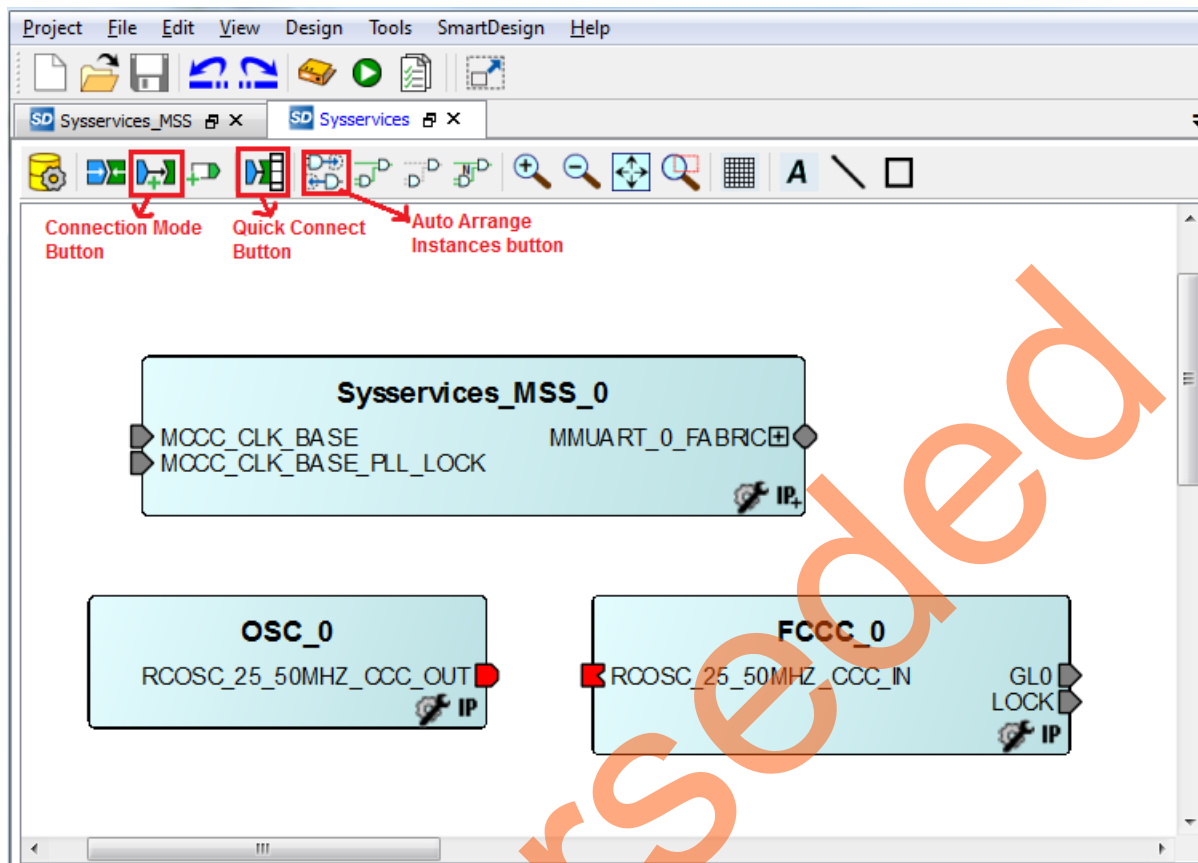 Project File Edit View Design Tools SmartDesign Help
SD Sysservices_MSS
SD Sysservices
N
A
Connection Mode
Button
Quick Connect
Button
Auto Arrange
Instances button
Sysservices_MSS_0
MCCC_CLK_BASE
MMUART_0_FABRIC
MCCC_CLK_BASE_PLL_LOCK
IP+
OSC_0
RCOSC_25_50MHZ_CCC_OUT
IP
FCCC_0
RCOSC_25_50MHZ_CCC_IN
GL0
LOCK
IP
rseded